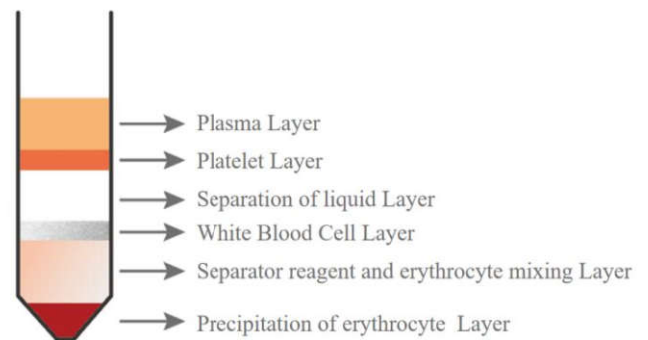 Plasma Layer
Platelet Layer
Separation of liquid Layer
White Blood Cell Layer
Separator reagent and erythrocyte mixing Layer
Precipitation of erythrocyte Layer